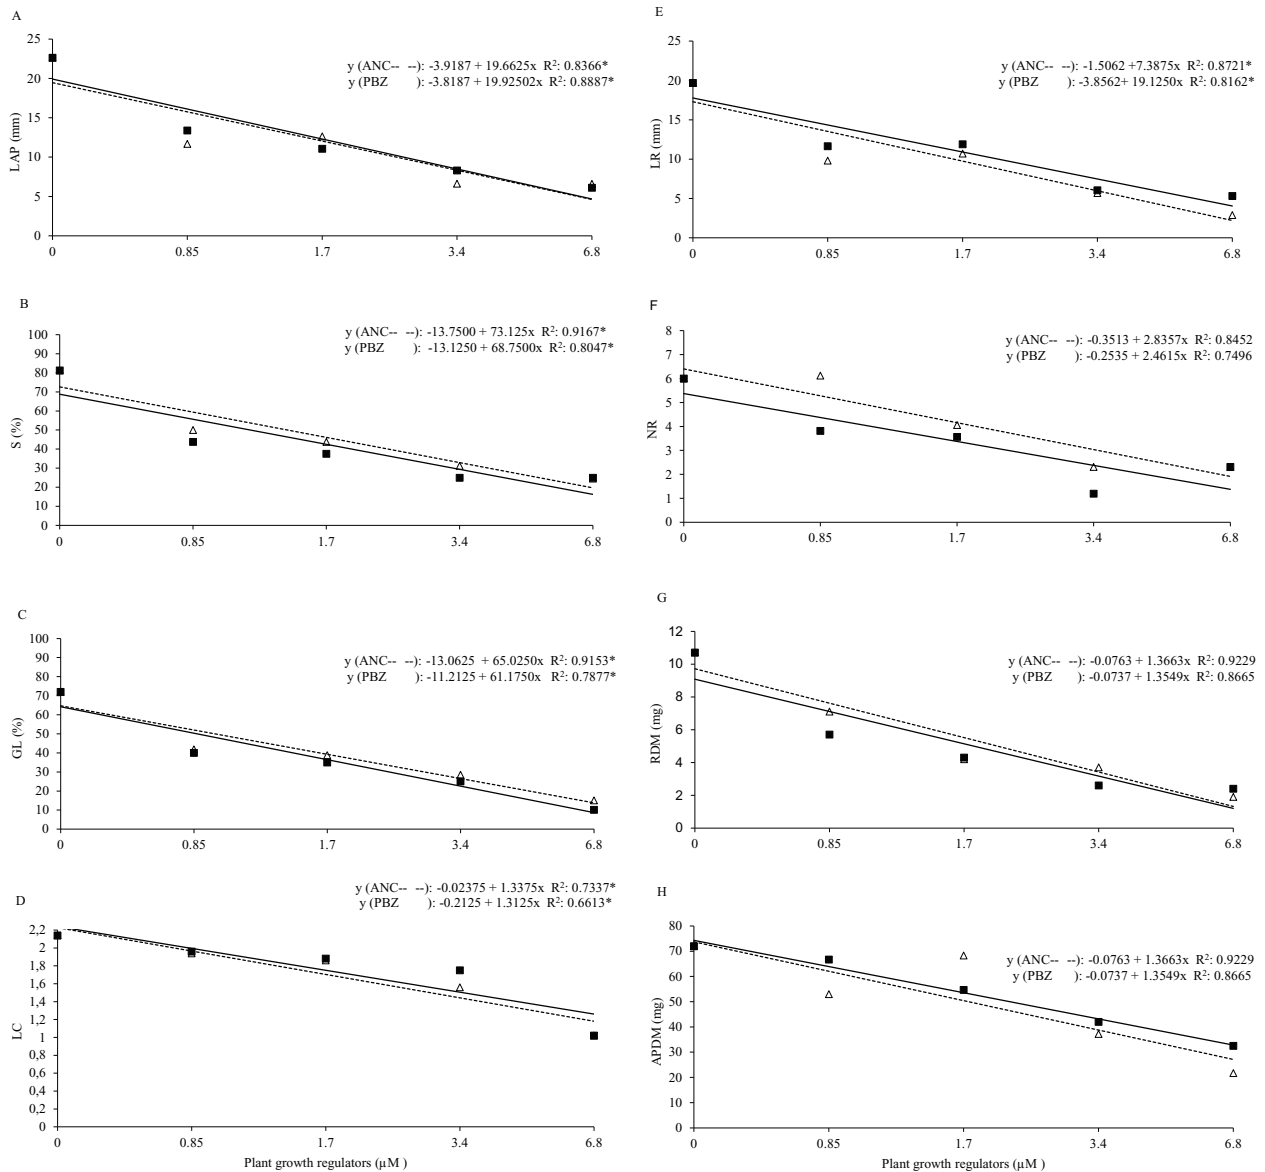 A
LAP (mm)
25
20
15
10
5
0
0 0.85 1.7 3.4 6.8
y (ANC-- --): -3.9187 + 19.6625x R²: 0.8366*
y (PBZ ): -3.8187 + 19.92502x R²: 0.8887*
B
S (%)
100
90
80
70
60
50
40
30
20
10
0
0 0.85 1.7 3.4 6.8
y (ANC-- --): -13.7500 + 73.125x R²: 0.9167*
y (PBZ ): -13.1250 + 68.7500x R²: 0.8047*
C
GL (%)
100
90
80
70
60
50
40
30
20
10
0
0 0.85 1.7 3.4 6.8
y (ANC-- --): -13.0625 + 65.0250x R²: 0.9153*
y (PBZ ): -11.2125 + 61.1750x R²: 0.7877*
D
LC
2,2
2
1,8
1,6
1,4
1,2
1
0,8
0,6
0,4
0,2
0
0 0.85 1.7 3.4 6.8
y (ANC-- --): -0.02375 + 1.3375x R²: 0.7337*
y (PBZ ): -0.2125 + 1.3125x R²: 0.6613*
Plant growth regulators (µM )
E
LR (mm)
25
20
15
10
5
0
0 0.85 1.7 3.4 6.8
y (ANC-- --): -1.5062 +7.3875x R²: 0.8721*
y (PBZ ): -3.8562+ 19.1250x R²: 0.8162*
F
NR
8
7
6
5
4
3
2
1
0
0 0.85 1.7 3.4 6.8
y (ANC-- --): -0.3513 + 2.8357x R²: 0.8452
y (PBZ ): -0.2535 + 2.4615x R²: 0.7496
G
RDM (mg)
12
10
8
6
4
2
0
0 0.85 1.7 3.4 6.8
y (ANC-- --): -0.0763 + 1.3663x R²: 0.9229
y (PBZ ): -0.0737 + 1.3549x R²: 0.8665
H
APDM (mg)
80
70
60
50
40
30
20
10
0
0 0.85 1.7 3.4 6.8
y (ANC-- --): -0.0763 + 1.3663x R²: 0.9229
y (PBZ ): -0.0737 + 1.3549x R²: 0.8665
Plant growth regulators (µM )